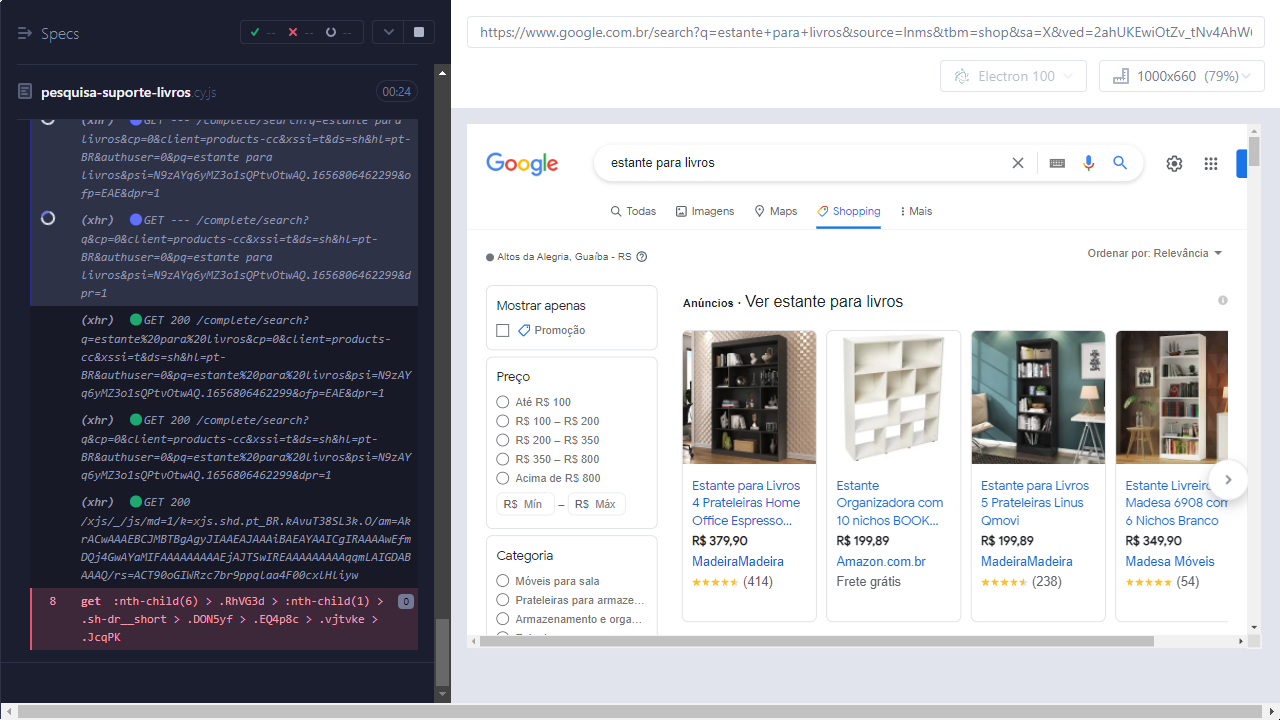 Specs
--
--
--
pesquisa-suporte-livros.cy.js
00:24
(xhr) GET --- /complete/search?q=estante para
livros&cp=0&client=products-cc&xssi=t&ds=sh&hl=pt-
BR&authuser=0&pq=estante para
livros&psi=N9zAYq6yMZ3o1sQPtvOtwAQ.1656806462299&o
fp=EAE&dpr=1
(xhr) GET --- /complete/search?
q&cp=0&client=products-cc&xssi=t&ds=sh&hl=pt-
BR&authuser=0&pq=estante para
livros&psi=N9zAYq6yMZ3o1sQPtvOtwAQ.1656806462299&d
pr=1
(xhr) GET 200 /complete/search?
q=estante%20para%20livros&cp=0&client=products-
cc&xssi=t&ds=sh&hl=pt-
BR&authuser=0&pq=estante%20para%20livros&psi=N9zAY
q6yMZ3o1sQPtvOtwAQ.1656806462299&ofp=EAE&dpr=1
(xhr) GET 200 /complete/search?
q&cp=0&client=products-cc&xssi=t&ds=sh&hl=pt-
BR&authuser=0&pq=estante%20para%20livros&psi=N9zAY
q6yMZ3o1sQPtvOtwAQ.1656806462299&dpr=1
(xhr) GET 200
/xjs/_/js/md=1/k=xjs.shd.pt_BR.kAvuT38SL3k.O/am=Ak
rACwAAAEBCJMBTBgAgyJIAAEAJAAAiBAEAYAAICgIRAAAAwEfm
DQj4GwAYaMIFAAAAAAAAAEjAJTSwIREAAAAAAAAAqqmLAIGDAB
AAAQ/rs=ACT90oGIWRzc7br9ppqlaa4F00cxLHliyw
8 get :nth-child(6) > .RhVG3d > :nth-child(1) >
.sh-dr__short > .DON5yf > .EQ4p8c > .vjtvke >
.JcqPK
0
https://www.google.com.br/search?q=estante+para+livros&source=lnms&tbm=shop&sa=X&ved=2ahUKEwiOtZv_tNv4AhW
Electron 100
1000x660 (79%)
Google
estante para livros
Todas
Imagens
Maps
Shopping
Mais
Altos da Alegria, Guaíba - RS
Ordenar por: Relevância
Mostrar apenas
Promoção
Preço
Até R$ 100
R$ 100 – R$ 200
R$ 200 – R$ 350
R$ 350 – R$ 800
Acima de R$ 800
R$ Mín – R$ Máx
Categoria
Móveis para sala
Prateleiras para armaze...
Armazenamento e orga...
Anúncios · Ver estante para livros
Estante para Livros
4 Prateleiras Home
Office Espresso...
R$ 379,90
MadeiraMadeira
(414)
Estante
Organizadora com
10 nichos BOOK...
R$ 199,89
Amazon.com.br
Frete grátis
Estante para Livros
5 Prateleiras Linus
Qmovi
R$ 199,89
MadeiraMadeira
(238)
Estante Livreiro
Madesa 6908 com
6 Nichos Branco
R$ 349,90
Madesa Móveis
(54)